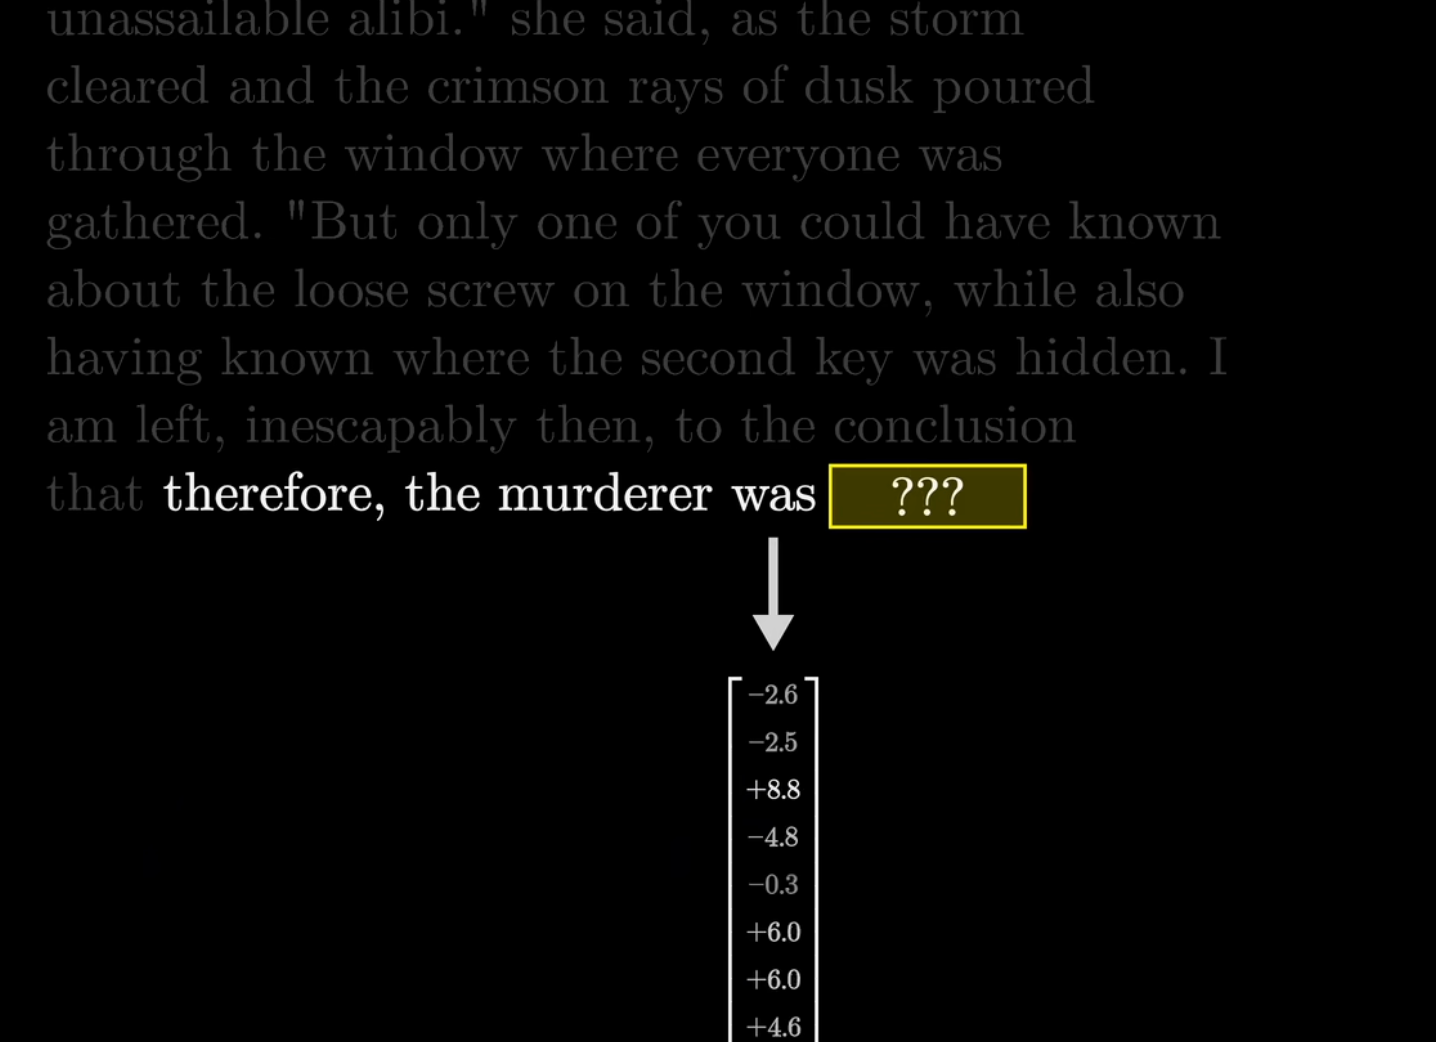 unassailable alibi." she said, as the storm
cleared and the crimson rays of dusk poured
through the window where everyone was
gathered. "But only one of you could have known
about the loose screw on the window, while also
having known where the second key was hidden. I
am left, inescapably then, to the conclusion
that therefore, the murderer was ???
−2.6
−2.5
+8.8
−4.8
−0.3
+6.0
+6.0
+4.6